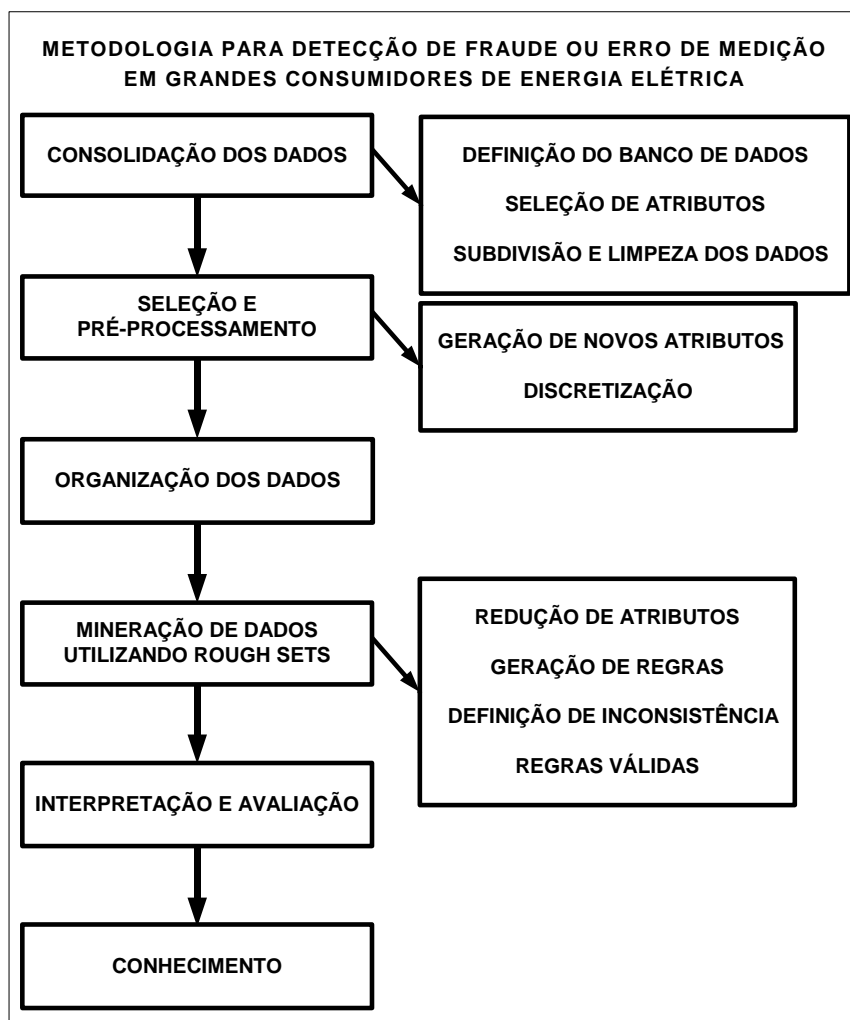 METODOLOGIA PARA DETECÇÃO DE FRAUDE OU ERRO DE MEDIÇÃO
EM GRANDES CONSUMIDORES DE ENERGIA ELÉTRICA
CONSOLIDAÇÃO DOS DADOS
DEFINIÇÃO DO BANCO DE DADOS
SELEÇÃO DE ATRIBUTOS
SUBDIVISÃO E LIMPEZA DOS DADOS
SELEÇÃO E
PRÉ-PROCESSAMENTO
GERAÇÃO DE NOVOS ATRIBUTOS
DISCRETIZAÇÃO
ORGANIZAÇÃO DOS DADOS
MINERAÇÃO DE DADOS
UTILIZANDO ROUGH SETS
REDUÇÃO DE ATRIBUTOS
GERAÇÃO DE REGRAS
DEFINIÇÃO DE INCONSISTÊNCIA
REGRAS VÁLIDAS
INTERPRETAÇÃO E AVALIAÇÃO
CONHECIMENTO